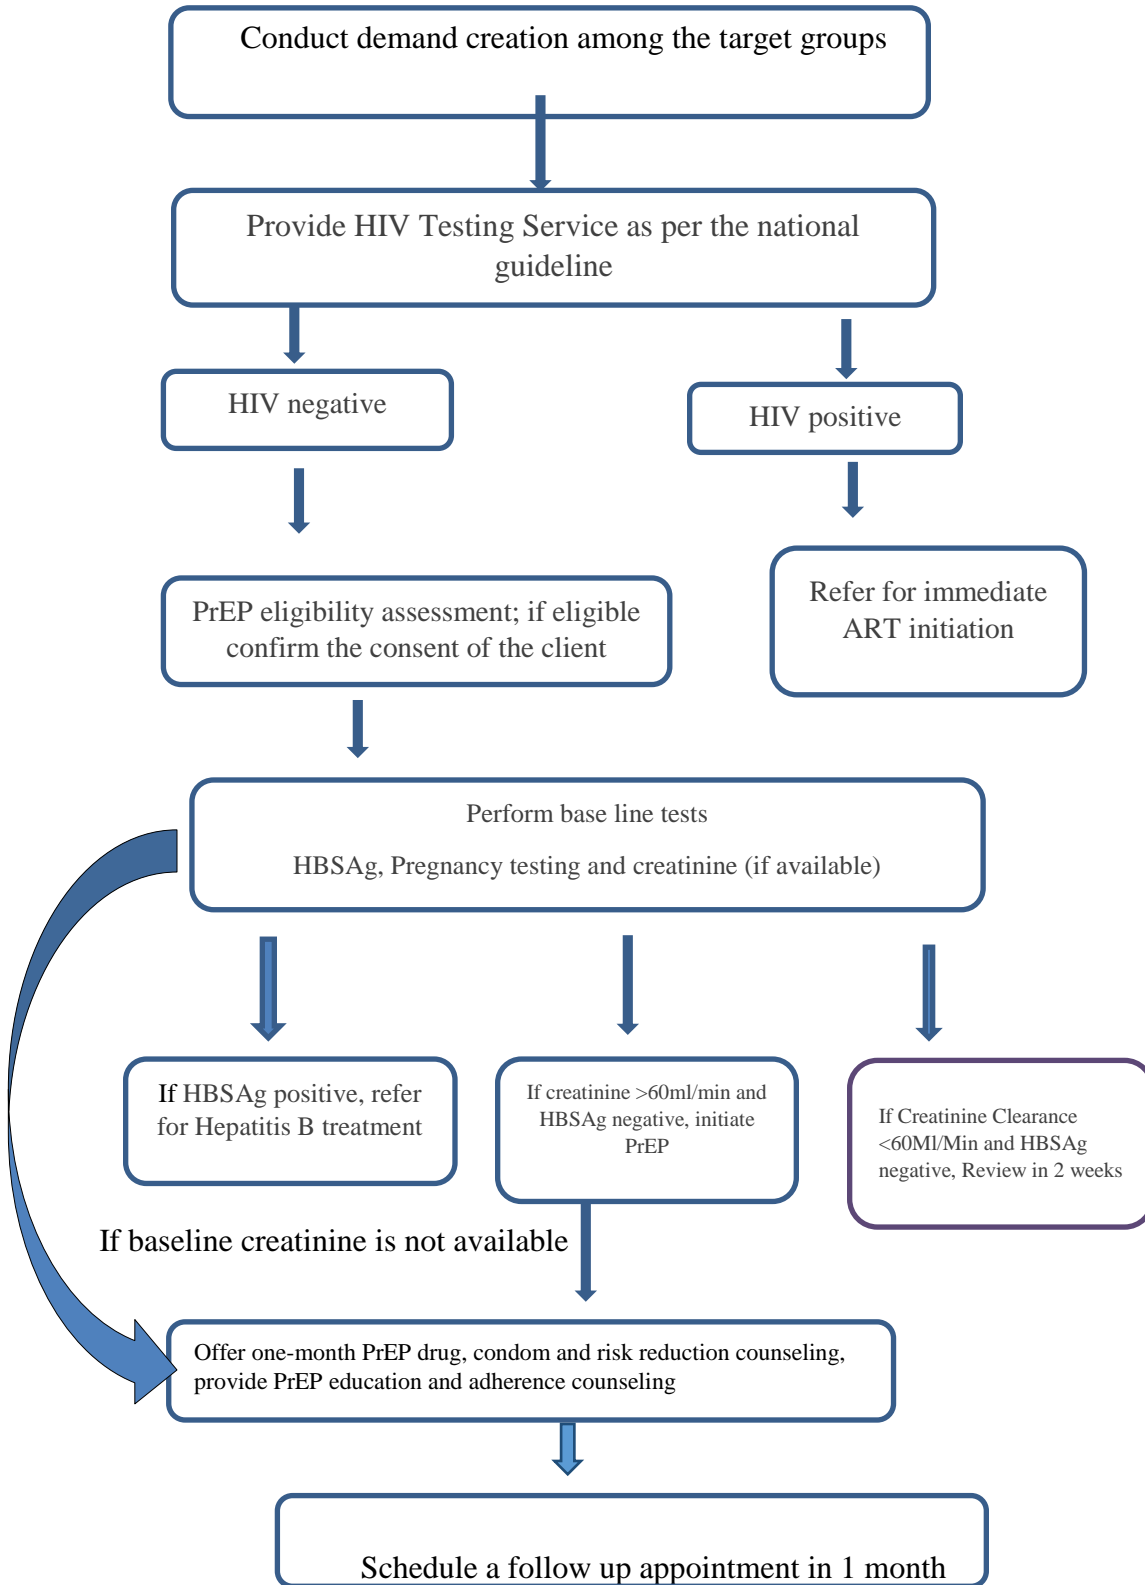 Conduct demand creation among the target groups
Provide HIV Testing Service as per the national
guideline
HIV negative
HIV positive
PrEP eligibility assessment; if eligible
confirm the consent of the client
Refer for immediate
ART initiation
Perform base line tests
HBSAg, Pregnancy testing and creatinine (if available)
If HBSAg positive, refer
for Hepatitis B treatment
If creatinine >60ml/min and
HBSAg negative, initiate
PrEP
If Creatinine Clearance
<60Ml/Min and HBSAg
negative, Review in 2 weeks
If baseline creatinine is not available
Offer one-month PrEP drug, condom and risk reduction counseling,
provide PrEP education and adherence counseling
Schedule a follow up appointment in 1 month